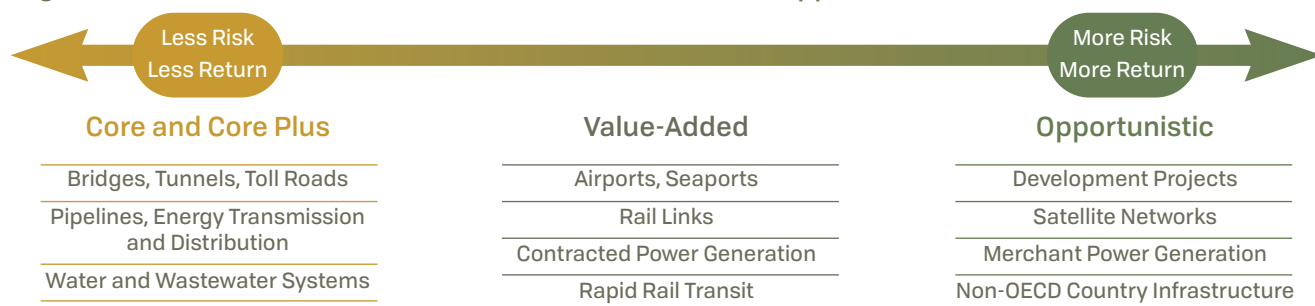 Less Risk
Less Return
More Risk
More Return
Core and Core Plus
Bridges, Tunnels, Toll Roads
Pipelines, Energy Transmission
and Distribution
Water and Wastewater Systems
Value-Added
Airports, Seaports
Rail Links
Contracted Power Generation
Rapid Rail Transit
Opportunistic
Development Projects
Satellite Networks
Merchant Power Generation
Non-OECD Country Infrastructure